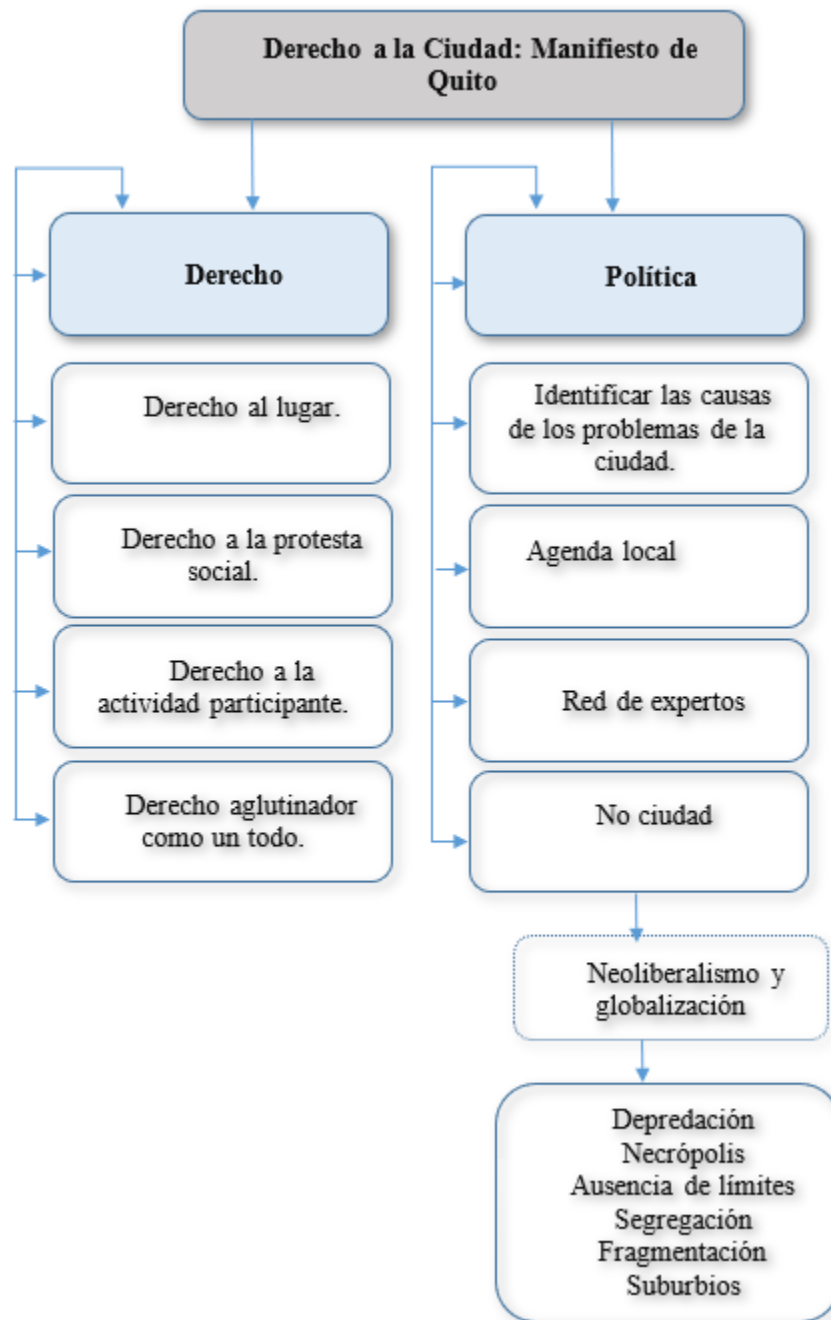 Derecho a la Ciudad: Manifiesto de
Quito
Derecho
Derecho al lugar.
Derecho a la protesta
social.
Derecho a la
actividad participante.
Derecho aglutinador
como un todo.
Política
Identificar las causas
de los problemas de la
ciudad.
Agenda local
Red de expertos
No ciudad
Neoliberalismo y
globalización
Depredación
Necrópolis
Ausencia de límites
Segregación
Fragmentación
Suburbios